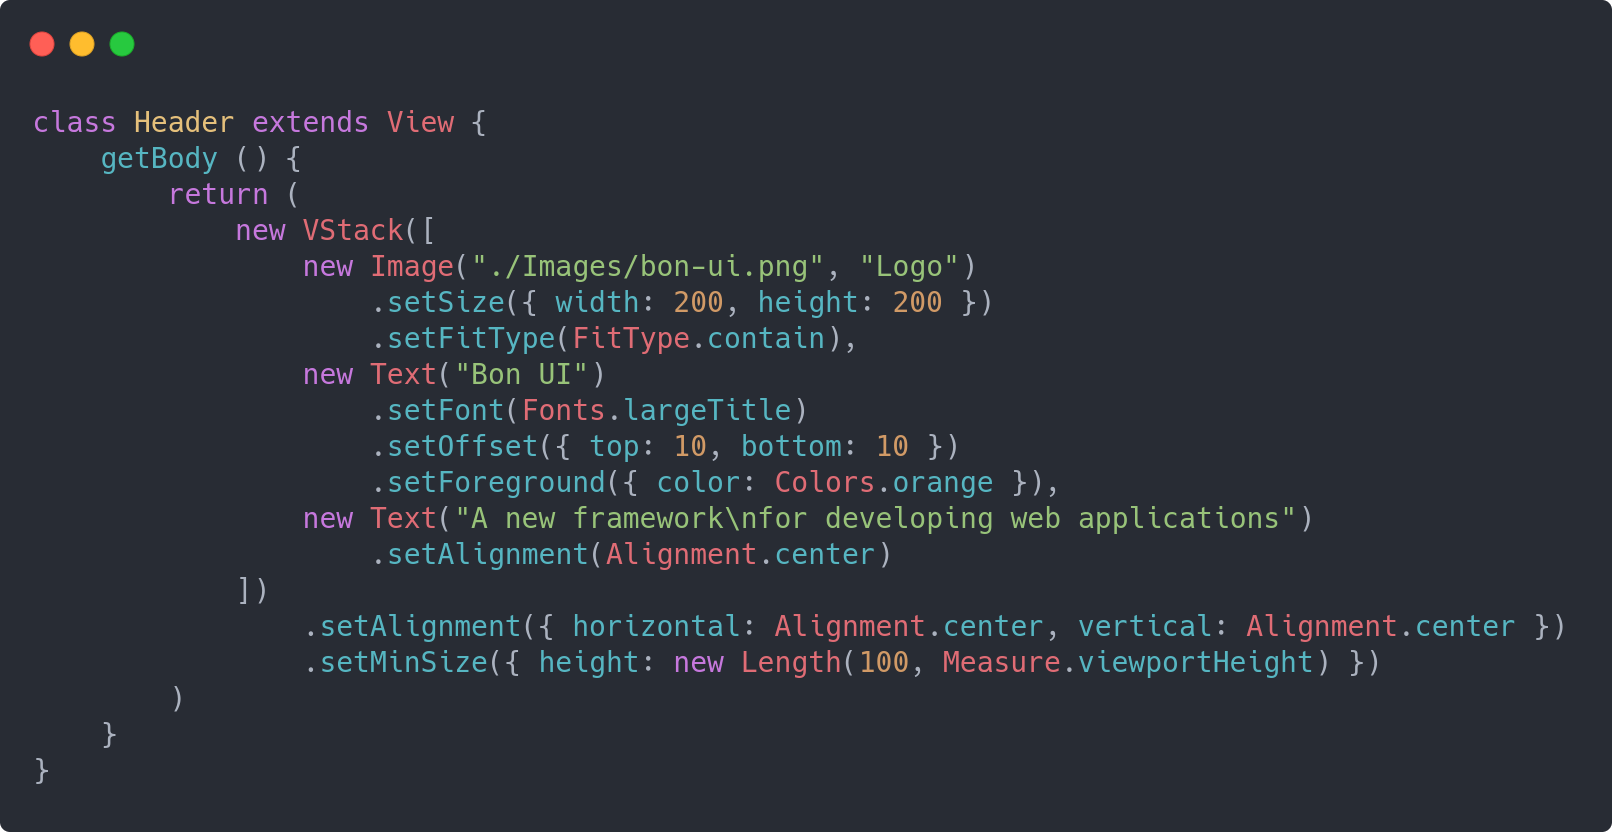 class Header extends View {
    getBody () {
        return (
            new VStack([
                new Image("./Images/bon-ui.png", "Logo")
                    .setSize({ width: 200, height: 200 })
                    .setFitType(FitType.contain),
                new Text("Bon UI")
                    .setFont(Fonts.largeTitle)
                    .setOffset({ top: 10, bottom: 10 })
                    .setForeground({ color: Colors.orange }),
                new Text("A new framework\nfor developing web applications")
                    .setAlignment(Alignment.center)
            ])
                .setAlignment({ horizontal: Alignment.center, vertical: Alignment.center })
                .setMinSize({ height: new Length(100, Measure.viewportHeight) })
        )
    }
}